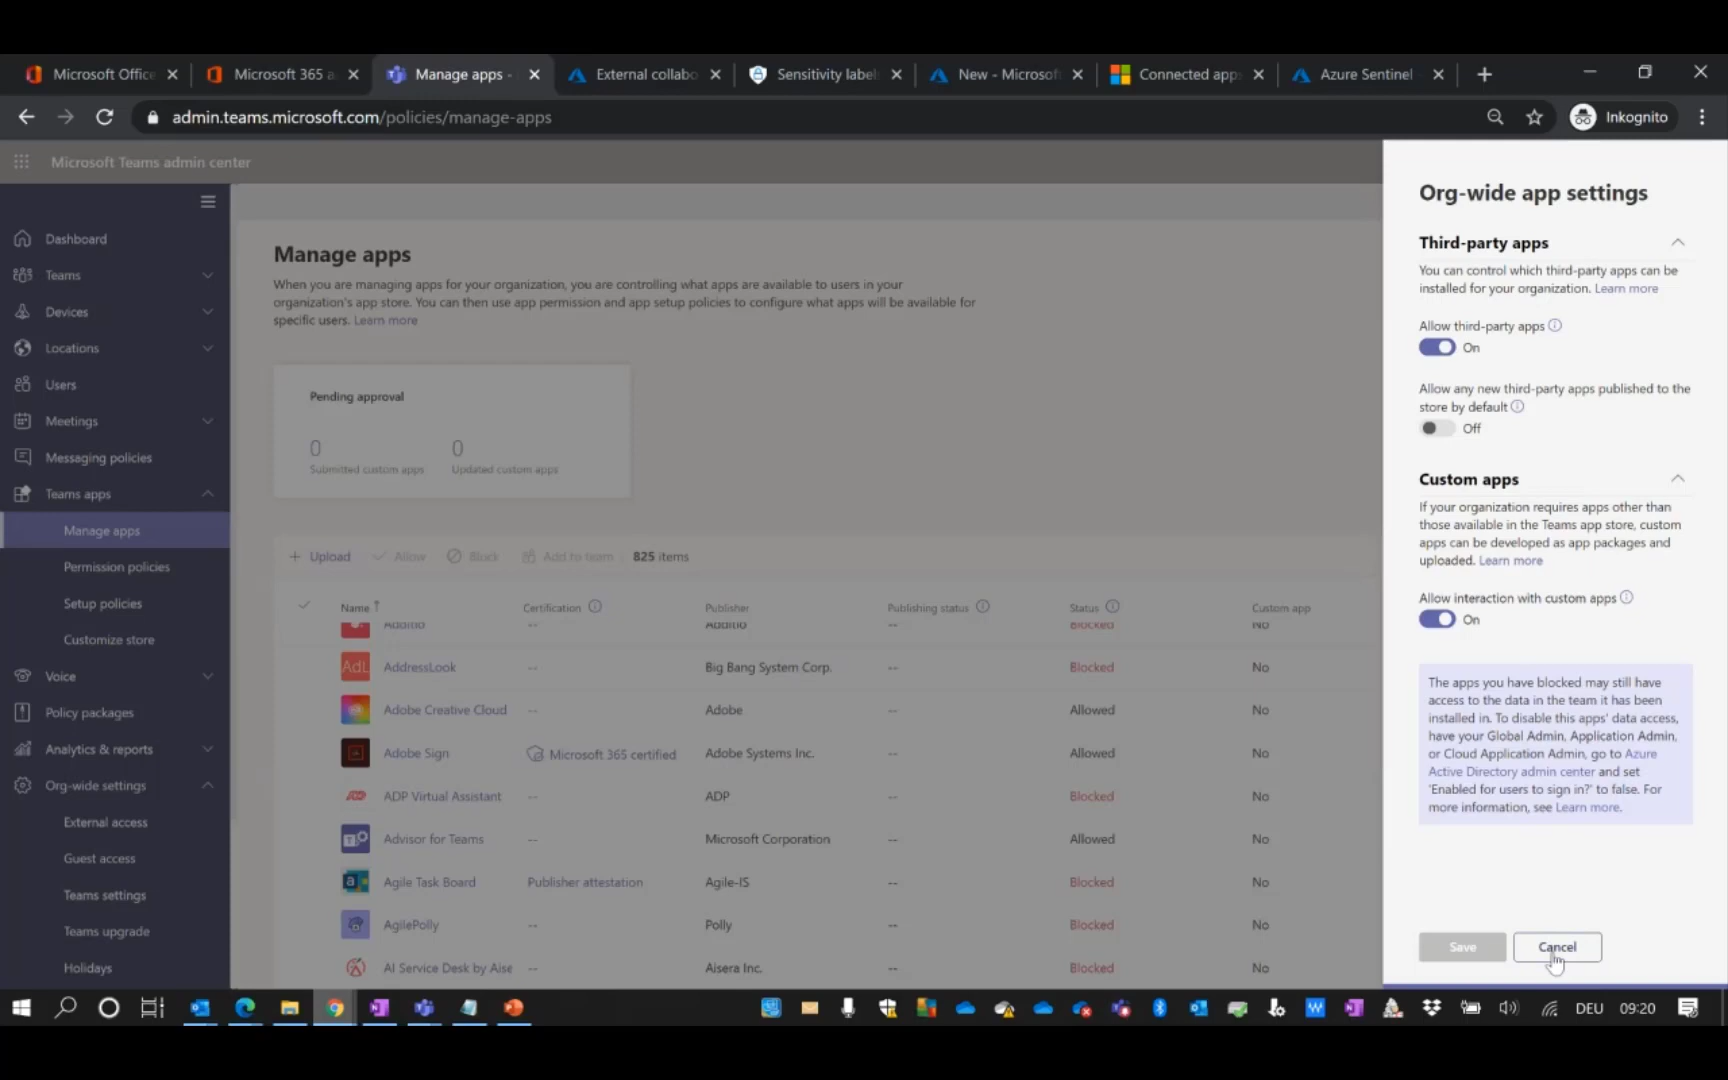 Microsoft Office
Microsoft 365 a
Manage apps -
External collabo
Sensitivity label
New - Microsof
Connected app
Azure Sentinel
admin.teams.microsoft.com/policies/manage-apps
Inkognito
Microsoft Teams admin center
Dashboard
Teams
Devices
Locations
Users
Meetings
Messaging policies
Teams apps
Manage apps
Permission policies
Setup policies
Customize store
Voice
Policy packages
Analytics & reports
Org-wide settings
External access
Guest access
Teams settings
Teams upgrade
Holidays
Manage apps
When you are managing apps for your organization, you are controlling what apps are available to users in your
organization's app store. You can then use app permission and app setup policies to configure what apps will be available for
specific users. Learn more
Pending approval
0 0
Submitted custom apps Updated custom apps
Upload Allow Block Add to team 825 items
Name Certification Publisher Publishing status Status Custom app
Additio -- Additio -- Blocked No
AdL AddressLook -- Big Bang System Corp. -- Blocked No
Adobe Creative Cloud -- Adobe -- Allowed No
Adobe Sign Microsoft 365 certified Adobe Systems Inc. -- Allowed No
ADP Virtual Assistant -- ADP -- Blocked No
Advisor for Teams -- Microsoft Corporation -- Allowed No
Agile Task Board Publisher attestation Agile-IS -- Blocked No
AgilePolly -- Polly -- Blocked No
AI Service Desk by Aise -- Aisera Inc. -- Blocked No
Org-wide app settings
Third-party apps
You can control which third-party apps can be
installed for your organization. Learn more
Allow third-party apps
On
Allow any new third-party apps published to the
store by default
Off
Custom apps
If your organization requires apps other than
those available in the Teams app store, custom
apps can be developed as app packages and
uploaded. Learn more
Allow interaction with custom apps
On
The apps you have blocked may still have
access to the data in the team it has been
installed in. To disable this apps' data access,
have your Global Admin, Application Admin,
or Cloud Application Admin, go to Azure
Active Directory admin center and set
'Enabled for users to sign in?' to false. For
more information, see Learn more.
Save Cancel
DEU 09:20